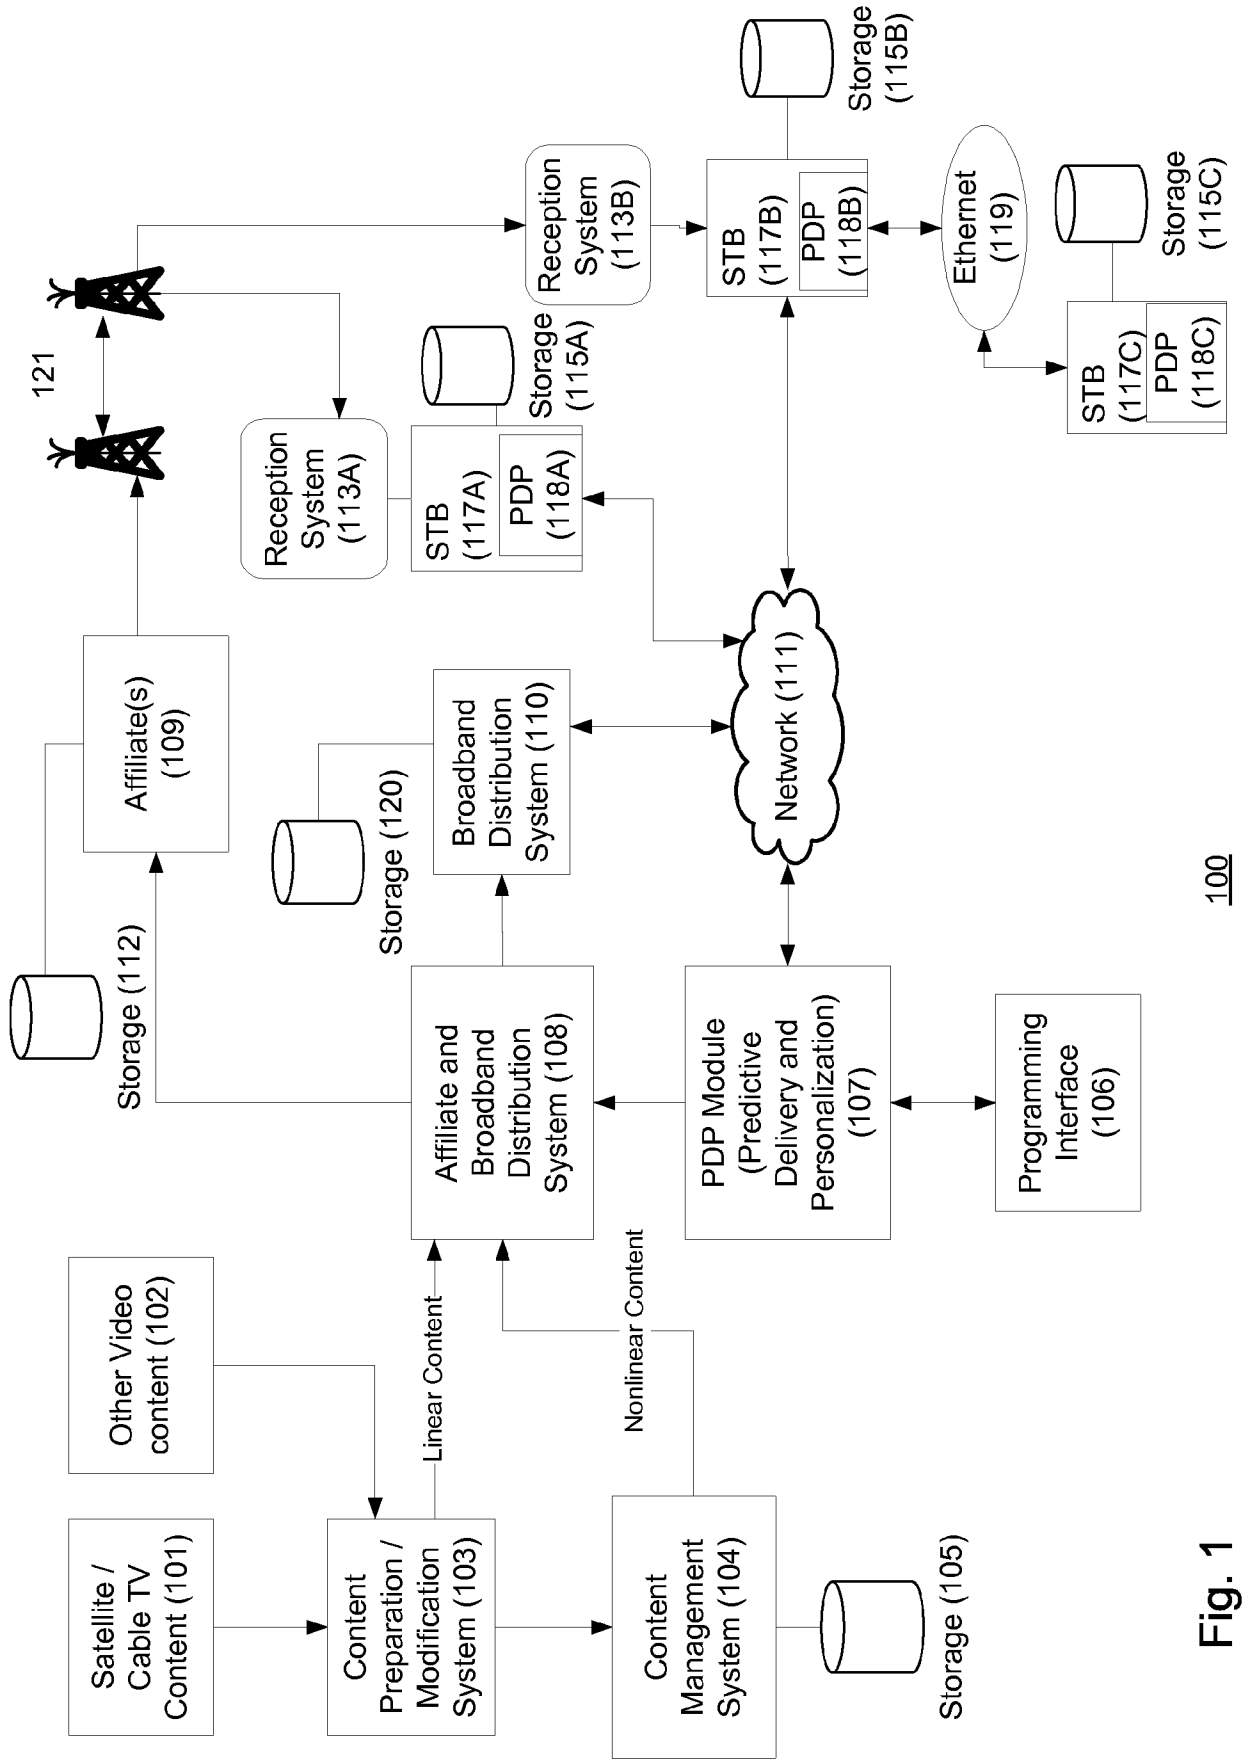 Satellite /
Cable TV
Content (101)
Other Video
content (102)
Content
Preparation /
Modification
System (103)
Linear Content
Content
Management
System (104)
Nonlinear Content
Storage (105)
Storage (112)
Affiliate(s)
(109)
Affiliate and
Broadband
Distribution
System (108)
Storage (120)
Broadband
Distribution
System (110)
PDP Module
(Predictive
Delivery and
Personalization)
(107)
Programming
Interface
(106)
Network (111)
121
Reception
System
(113A)
STB
(117A)
PDP
(118A)
Storage
(115A)
Reception
System
(113B)
STB
(117B)
PDP
(118B)
Storage
(115B)
Ethernet
(119)
STB
(117C)
PDP
(118C)
Storage
(115C)
100
Fig. 1